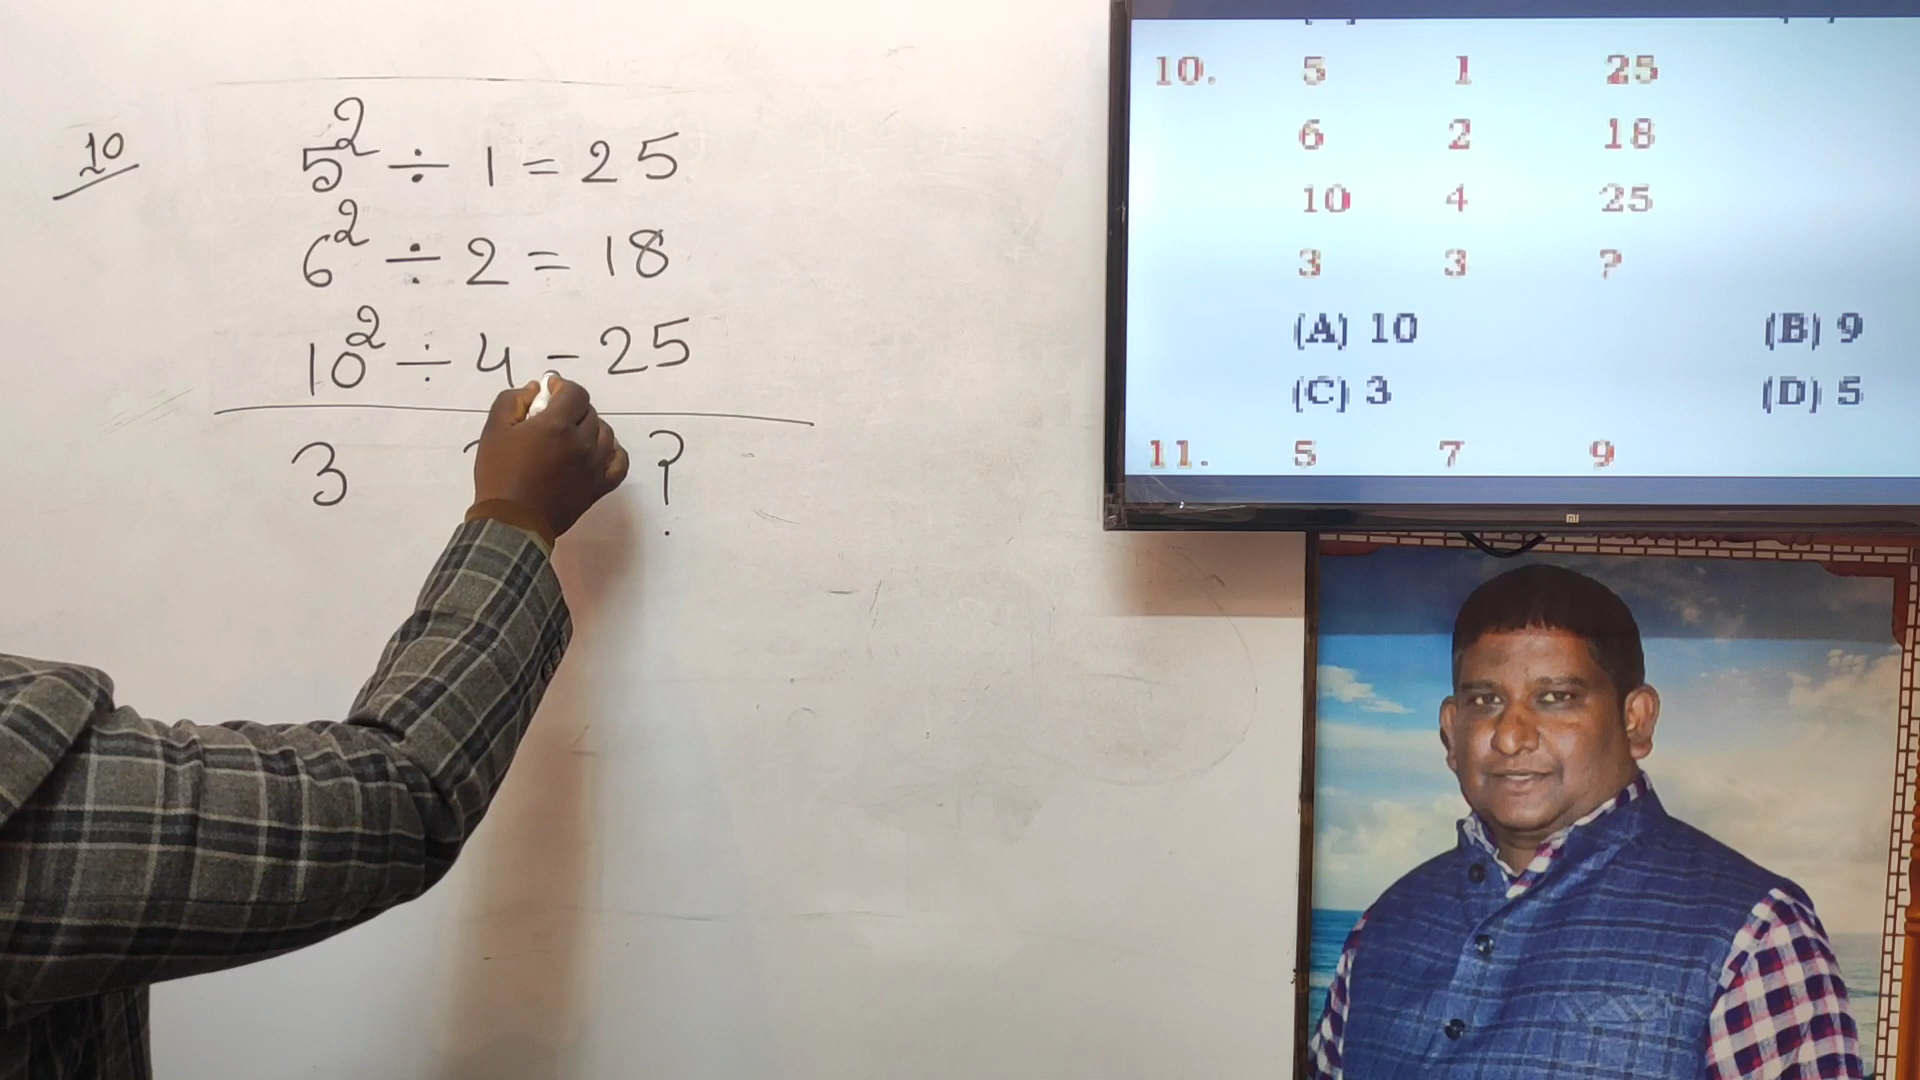 10
5² ÷ 1 = 25
6² ÷ 2 = 18
10² ÷ 4 = 25
3 ?
10. 5 1 25
6 2 18
10 4 25
3 3 ?
(A) 10 (B) 9
(C) 3 (D) 5
11. 5 7 9
mi